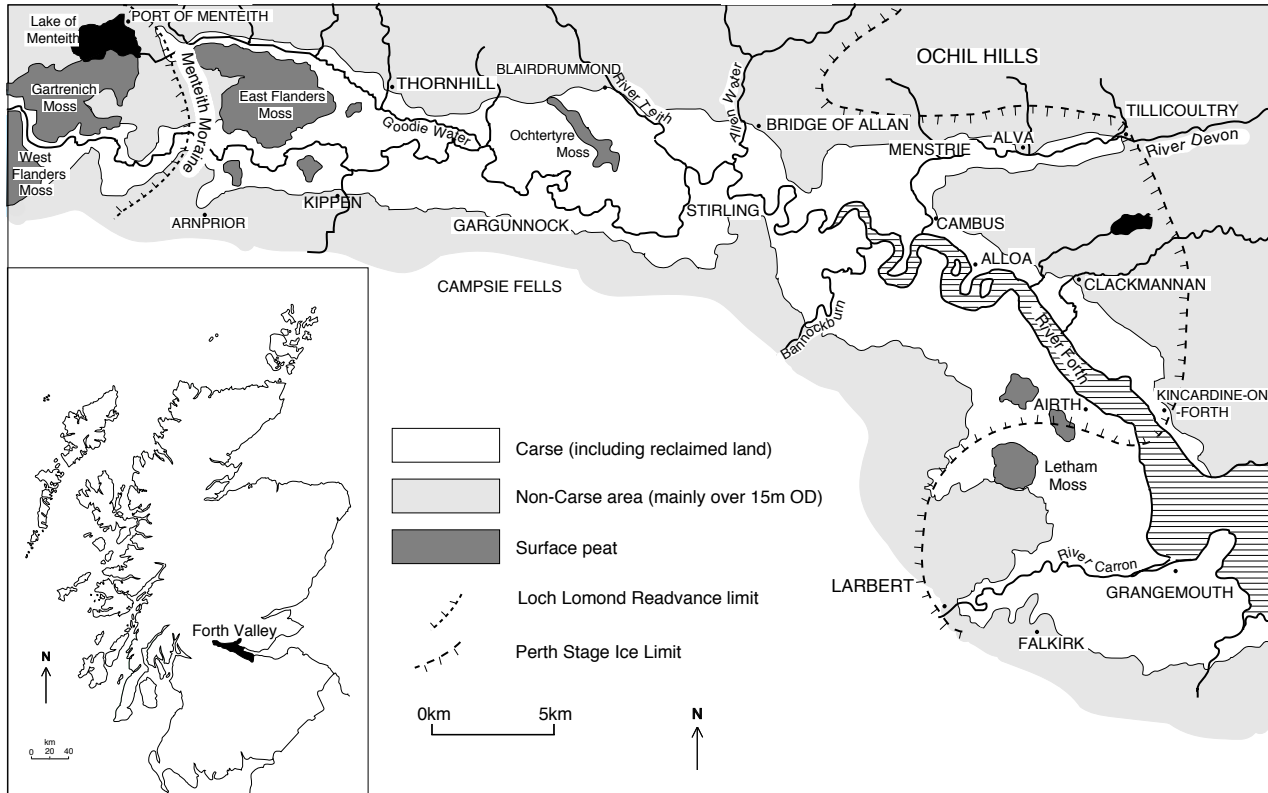 Lake of
Menteith
PORT OF MENTEITH
Gartrenich
Moss
Menteith Moraine
East Flanders
Moss
West
Flanders
Moss
THORNHILL
Goodie Water
BLAIRDRUMMOND
River Teith
Ochtertyre
Moss
Allan Water
BRIDGE OF ALLAN
OCHIL HILLS
TILLICOULTRY
ALVA
MENSTRIE
River Devon
ARNPRIOR
KIPPEN
GARGUNNOCK
STIRLING
CAMBUS
ALLOA
CLACKMANNAN
CAMPSIE FELLS
Bannockburn
River Forth
AIRTH
KINCARDINE-ON
-FORTH
Letham
Moss
River Carron
LARBERT
GRANGEMOUTH
FALKIRK
Forth Valley
N
km
0 20 40
Carse (including reclaimed land)
Non-Carse area (mainly over 15m OD)
Surface peat
Loch Lomond Readvance limit
Perth Stage Ice Limit
0km 5km
N